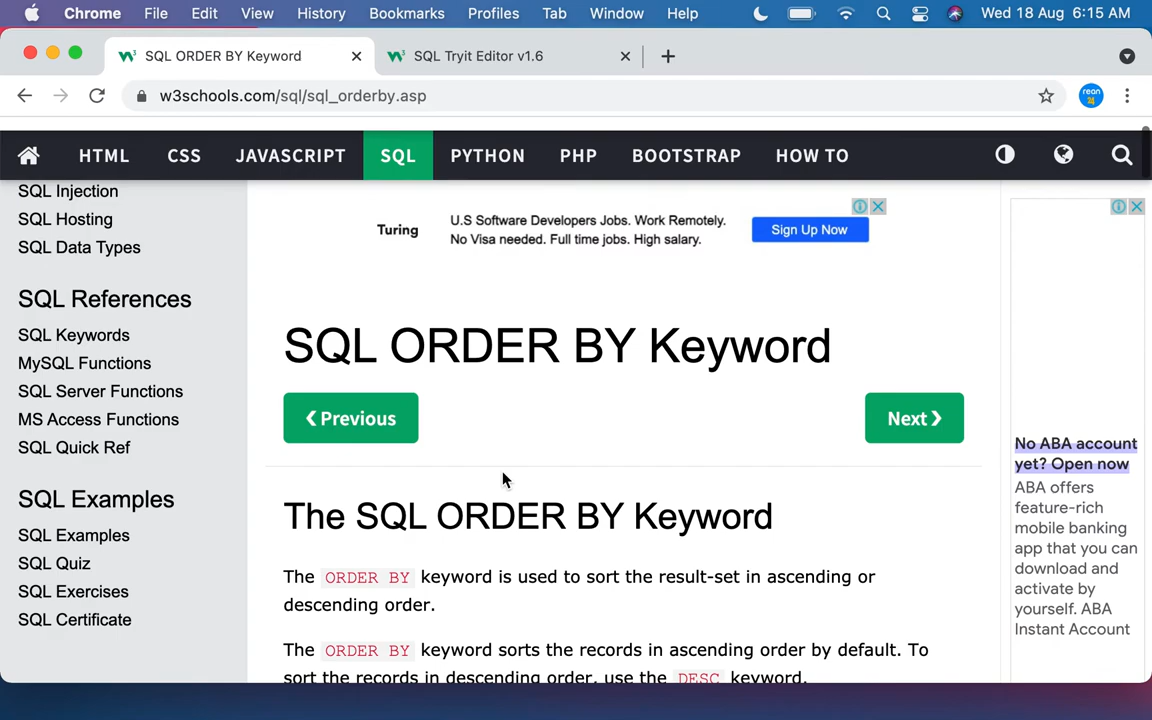 Chrome File Edit View History Bookmarks Profiles Tab Window Help Wed 18 Aug 6:15 AM
SQL ORDER BY Keyword SQL Tryit Editor v1.6
w3schools.com/sql/sql_orderby.asp
rean
24
HTML CSS JAVASCRIPT SQL PYTHON PHP BOOTSTRAP HOW TO
SQL Injection
SQL Hosting
SQL Data Types
SQL References
SQL Keywords
MySQL Functions
SQL Server Functions
MS Access Functions
SQL Quick Ref
SQL Examples
SQL Examples
SQL Quiz
SQL Exercises
SQL Certificate
Turing
U.S Software Developers Jobs. Work Remotely.
No Visa needed. Full time jobs. High salary.
Sign Up Now
SQL ORDER BY Keyword
❮ Previous
Next ❯
The SQL ORDER BY Keyword
The ORDER BY keyword is used to sort the result-set in ascending or
descending order.
The ORDER BY keyword sorts the records in ascending order by default. To
sort the records in descending order, use the DESC keyword.
No ABA account
yet? Open now
ABA offers
feature-rich
mobile banking
app that you can
download and
activate by
yourself. ABA
Instant Account